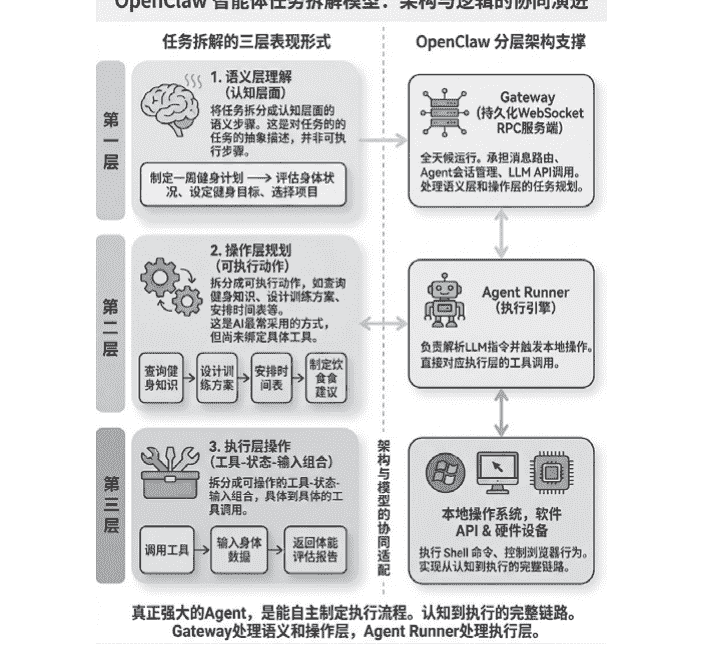 OpenClaw 智能体任务拆解模型：架构与逻辑的协同演进
任务拆解的三层表现形式
OpenClaw 分层架构支撑
第一层
1. 语义层理解
（认知层面）
将任务拆分成认知层面的
语义步骤。这是对任务的的
任务的抽象描述，并非可执
行步骤。
制定一周健身计划 → 评估身体状
况、设定健身目标、选择项目
Gateway
(持久化WebSocket
RPC服务端)
全天候运行。承担消息路由、
Agent会话管理、LLM API调用。
处理语义层和操作层的任务规划。
第二层
2. 操作层规划
（可执行动作）
拆分成可执行动作，如查询
健身知识、设计训练方案、
安排时间表等。
这是AI最常采用的方式，
但尚未绑定具体工具。
查询健
身知识
设计训
练方案
安排时
间表
制定饮
食食
建议
Agent Runner
（执行引擎）
负责解析LLM指令并触发本地操作。
直接对应执行层的工具调用。
第三层
3. 执行层操作
（工具-状态-输入组合）
拆分成可操作的工具-状态-
输入组合，具体到具体的工
具调用。
调用工具
输入身体
数据
返回体能
评估报告
架构与模型的协同适配
本地操作系统，软件
API & 硬件设备
执行 Shell 命令、控制浏览器行为。
实现从认知到执行的完整链路。
真正强大的Agent，是能自主制定执行流程。认知到执行的完整链路。
Gateway处理语义和操作层，Agent Runner处理执行层。